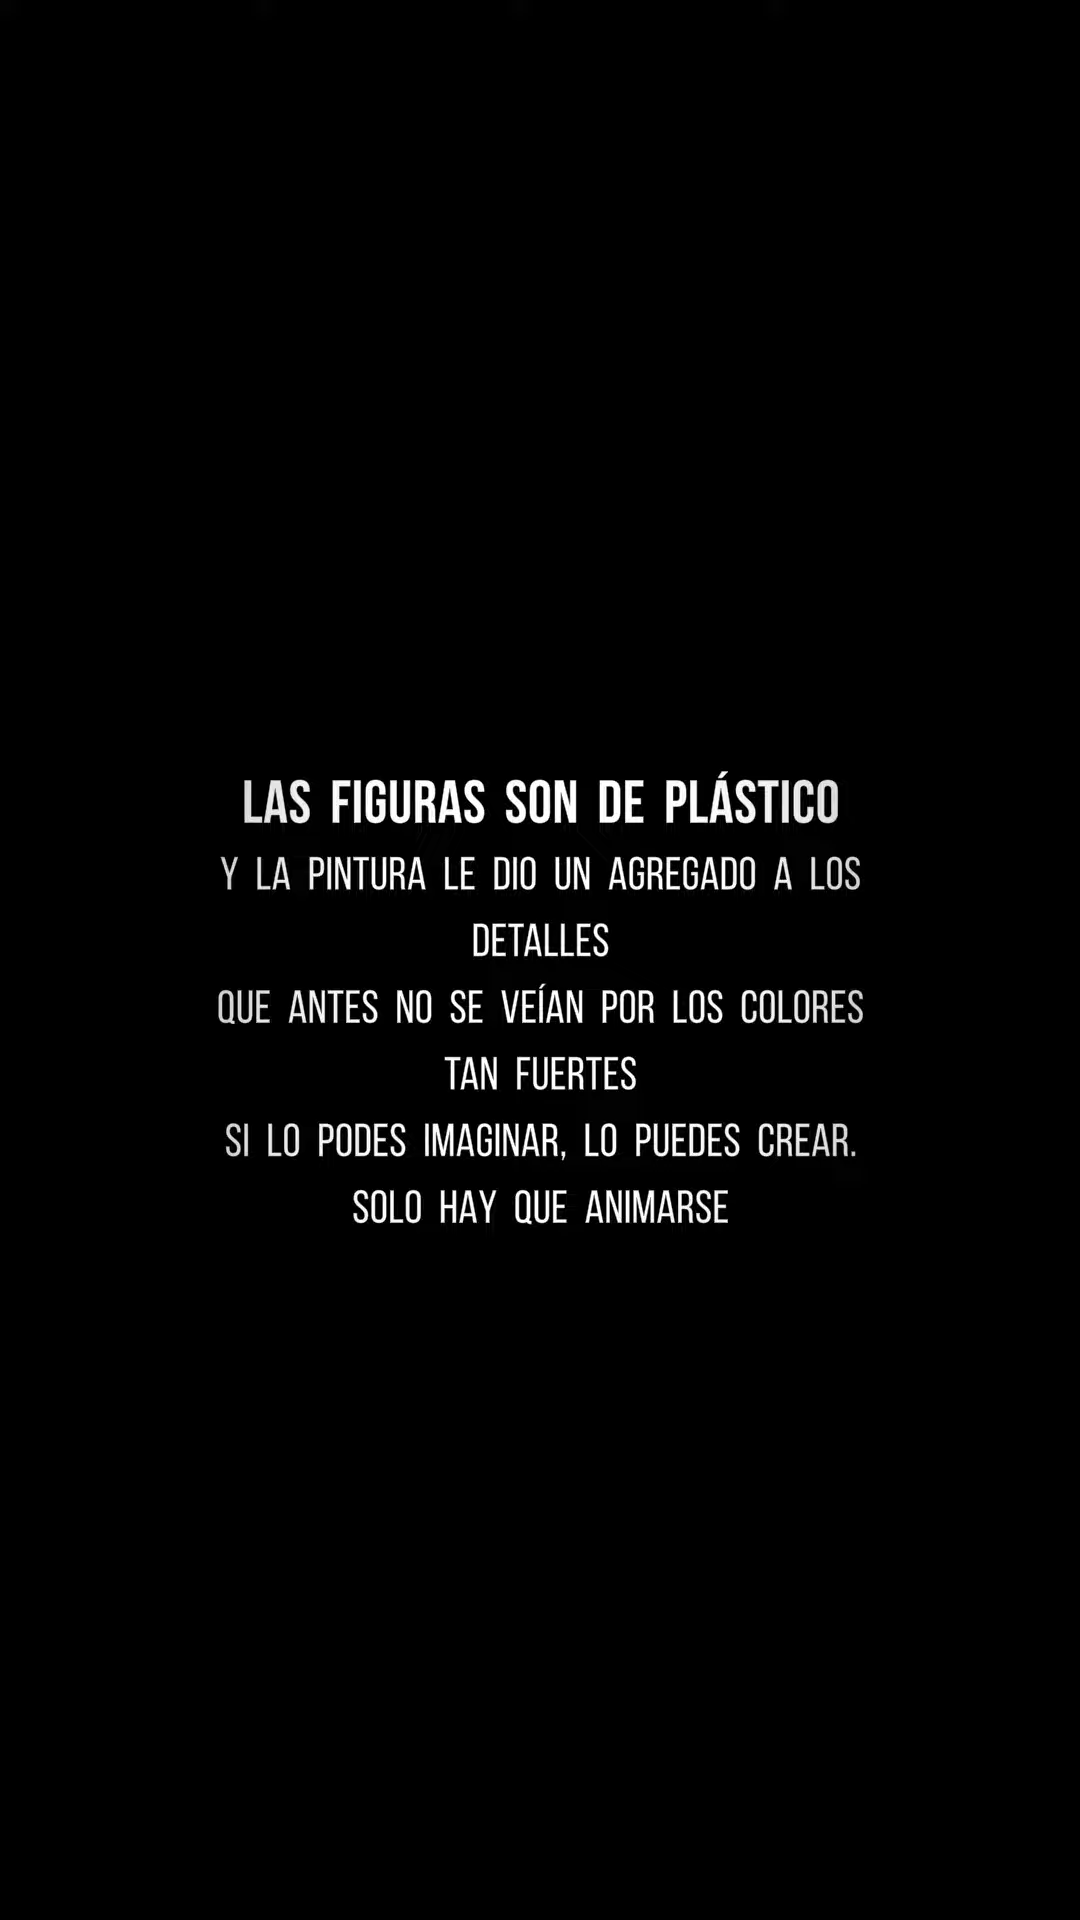 LAS FIGURAS SON DE PLÁSTICO
Y LA PINTURA LE DIO UN AGREGADO A LOS
DETALLES
QUE ANTES NO SE VEÍAN POR LOS COLORES
TAN FUERTES
SI LO PODES IMAGINAR, LO PUEDES CREAR.
SOLO HAY QUE ANIMARSE